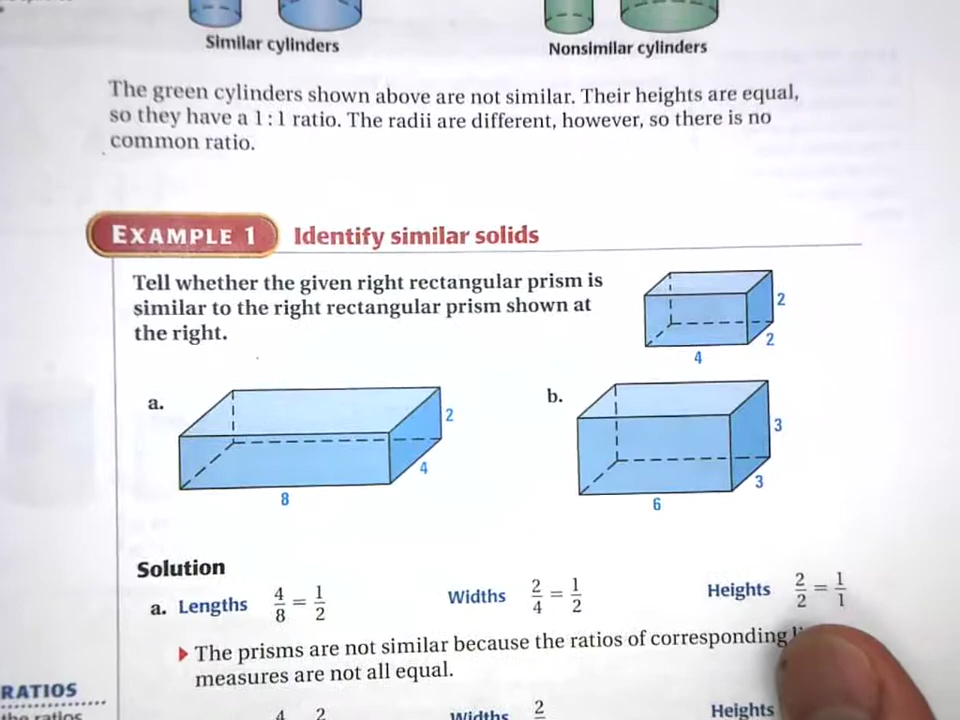 Similar cylinders
Nonsimilar cylinders
The green cylinders shown above are not similar. Their heights are equal,
so they have a 1 : 1 ratio. The radii are different, however, so there is no
common ratio.
EXAMPLE 1 Identify similar solids
Tell whether the given right rectangular prism is
similar to the right rectangular prism shown at
the right.
2
2
4
a.
2
4
8
b.
3
3
6
Solution
a. Lengths 4/8 = 1/2 Widths 2/4 = 1/2 Heights 2/2 = 1/1
The prisms are not similar because the ratios of corresponding
measures are not all equal.
RATIOS
the ratios
4 2 Widths 2 Heights